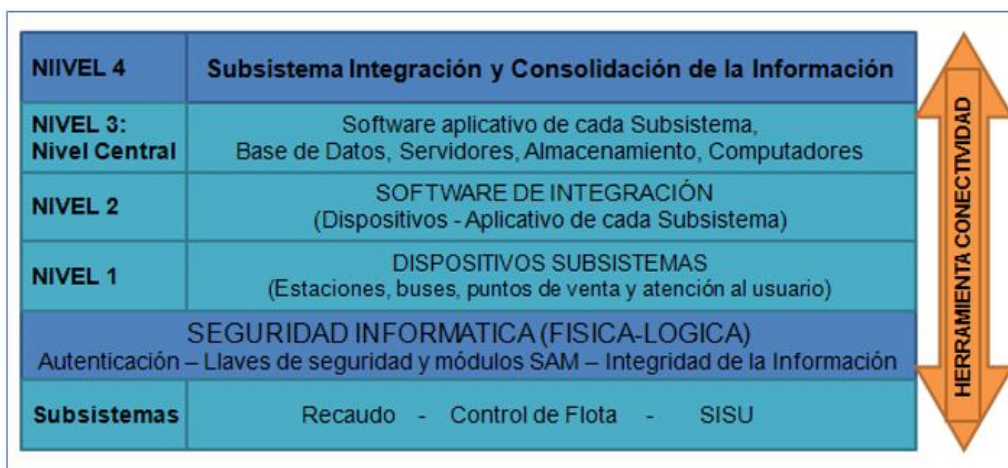 NIIVEL 4
Subsistema Integración y Consolidación de la Información
NIVEL 3:
Nivel Central
Software aplicativo de cada Subsistema,
Base de Datos, Servidores, Almacenamiento, Computadores
NIVEL 2
SOFTWARE DE INTEGRACIÓN
(Dispositivos - Aplicativo de cada Subsistema)
NIVEL 1
DISPOSITIVOS SUBSISTEMAS
(Estaciones, buses, puntos de venta y atención al usuario)
SEGURIDAD INFORMATICA (FISICA-LOGICA)
Autenticación – Llaves de seguridad y módulos SAM – Integridad de la Información
Subsistemas
Recaudo - Control de Flota - SISU
HERRAMIENTA CONECTIVIDAD